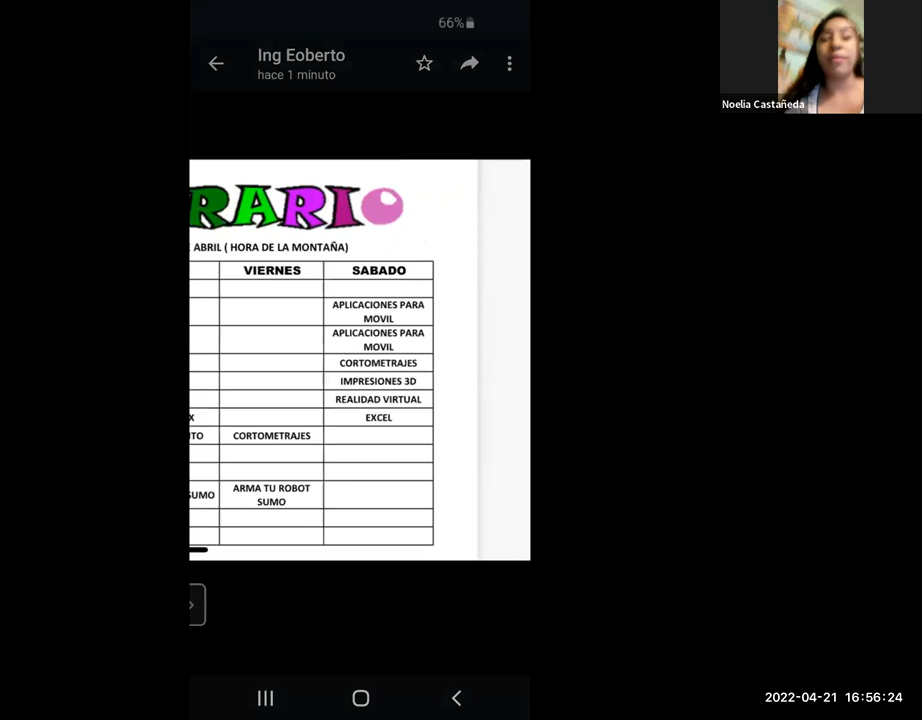 66%
Ing Eoberto
hace 1 minuto
Noelia Castañeda
RARIO
ABRIL ( HORA DE LA MONTAÑA)
VIERNES SABADO
APLICACIONES PARA
MOVIL
APLICACIONES PARA
MOVIL
CORTOMETRAJES
IMPRESIONES 3D
REALIDAD VIRTUAL
X EXCEL
TO CORTOMETRAJES
SUMO ARMA TU ROBOT
SUMO
2022-04-21 16:56:24